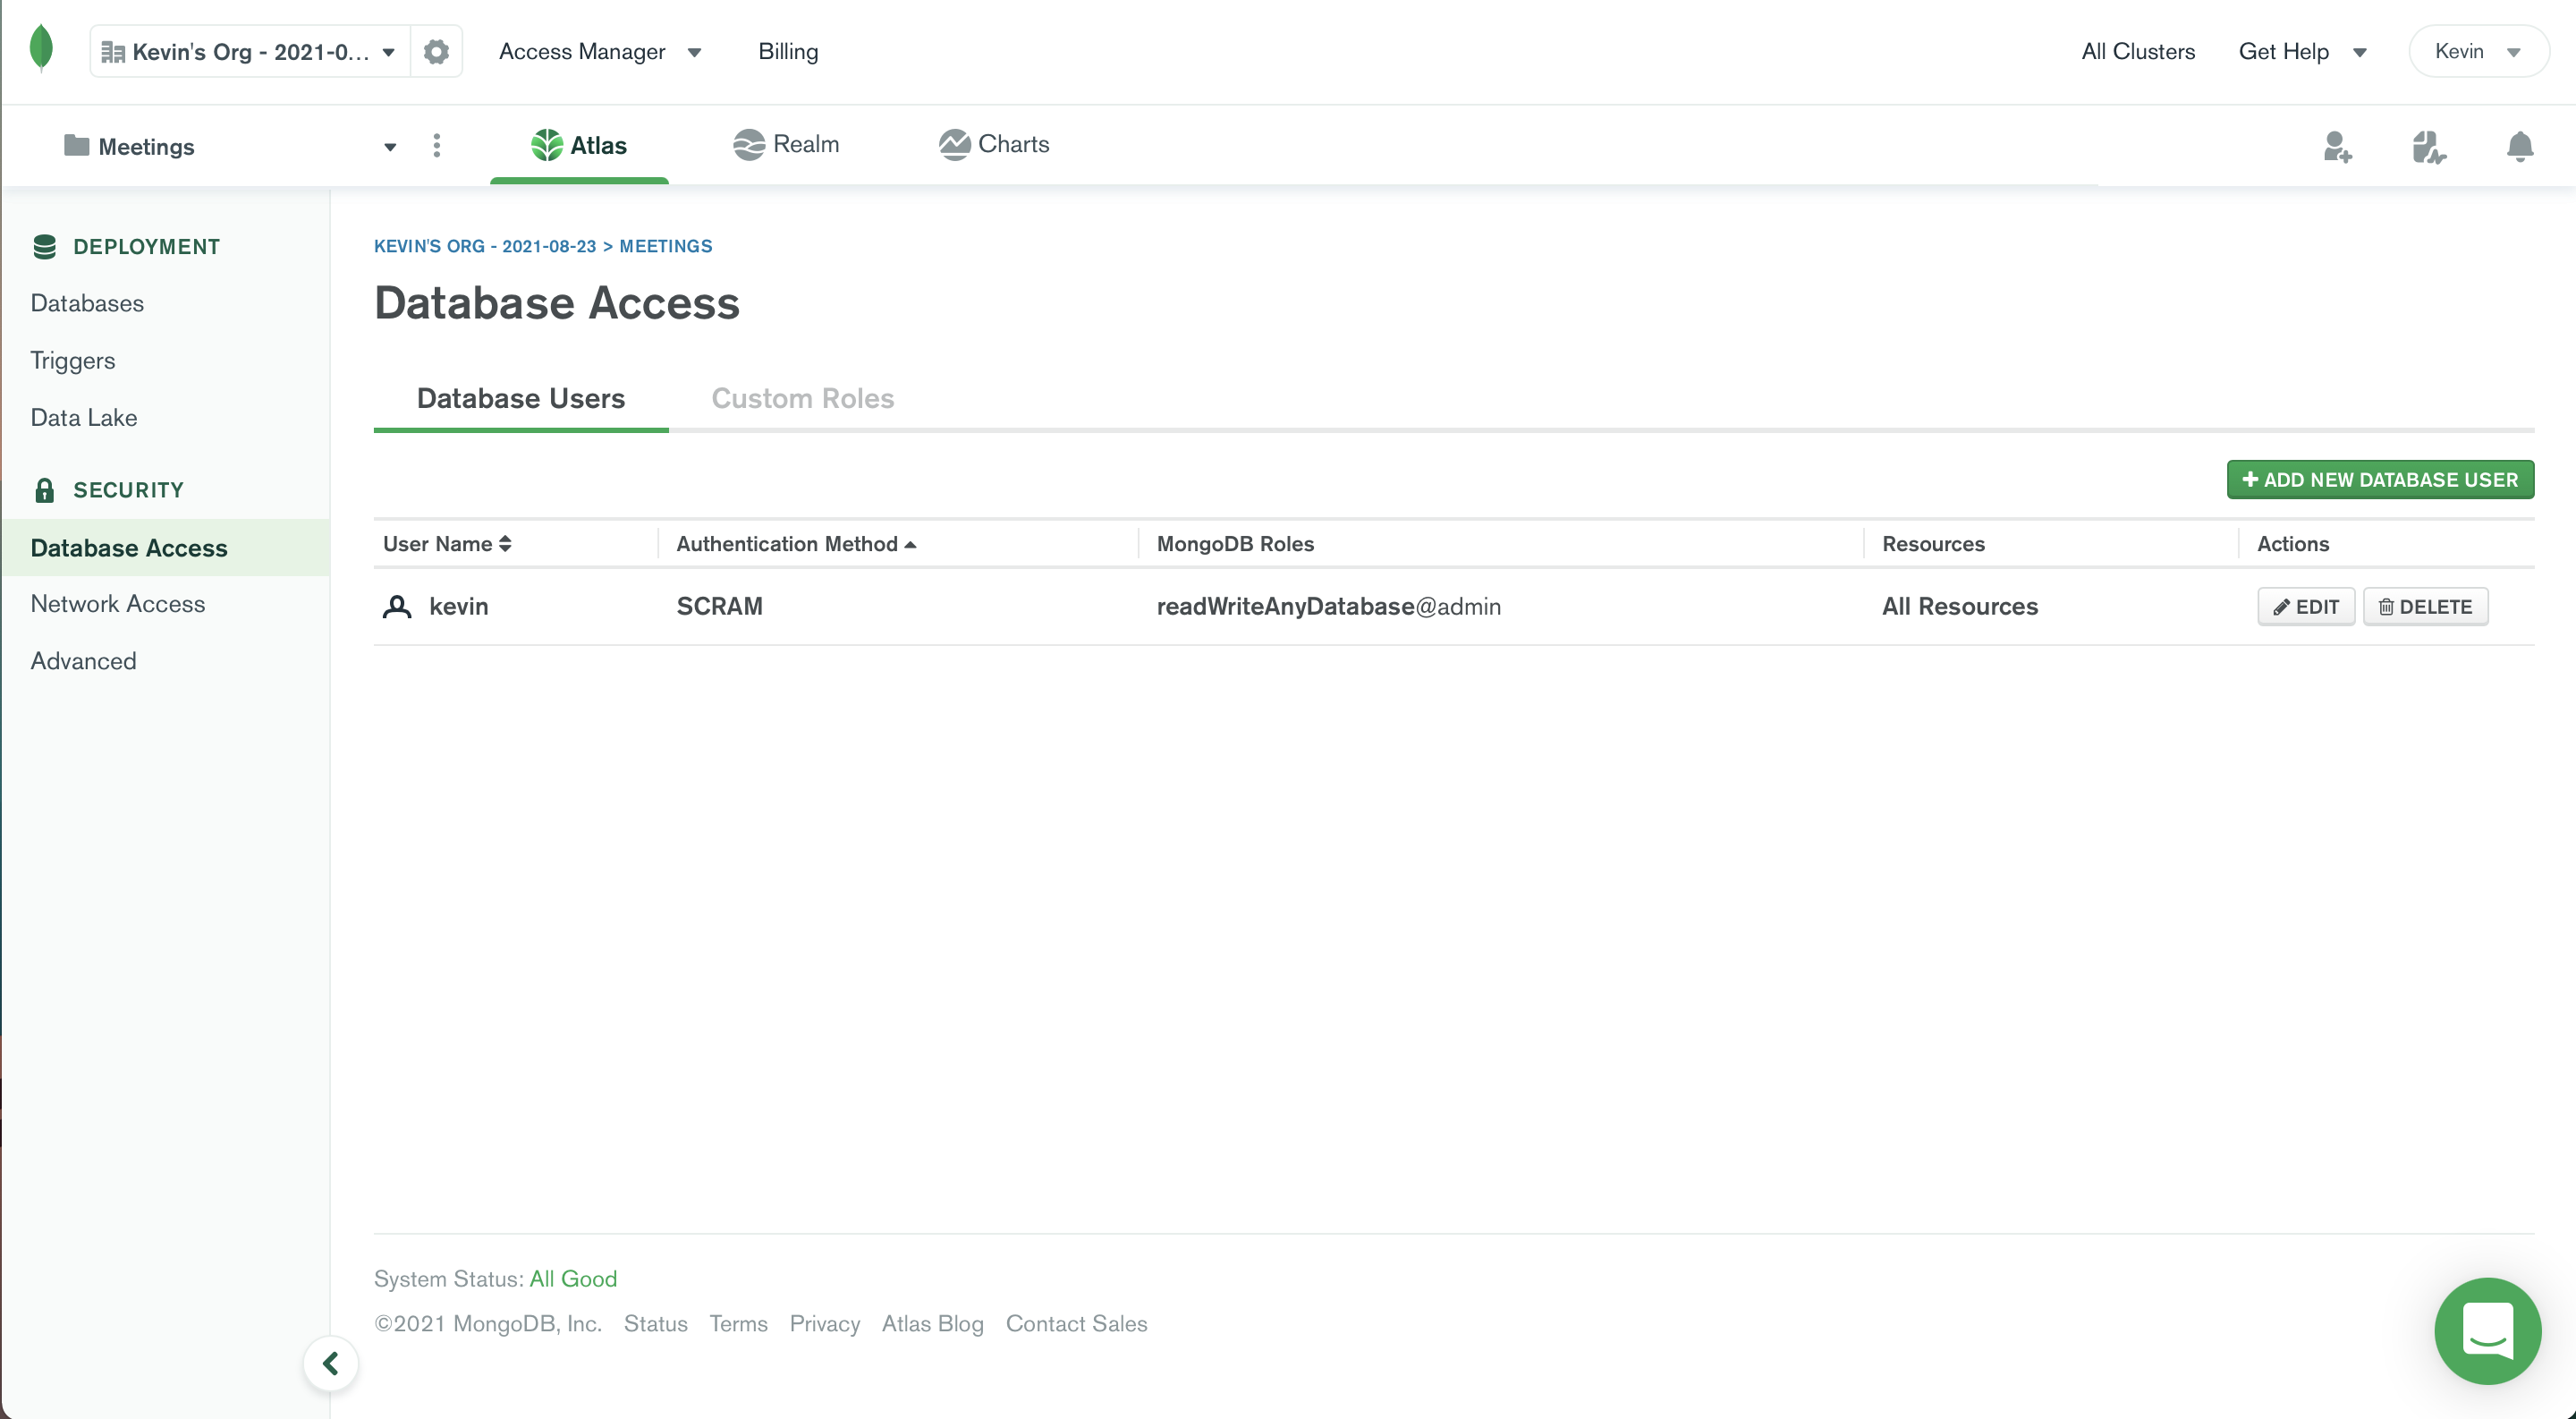 Kevin's Org - 2021-0...
Access Manager
Billing
All Clusters
Get Help
Kevin
Meetings
Atlas
Realm
Charts
DEPLOYMENT
Databases
Triggers
Data Lake
SECURITY
Database Access
Network Access
Advanced
KEVIN'S ORG - 2021-08-23 > MEETINGS
Database Access
Database Users
Custom Roles
+ ADD NEW DATABASE USER
User Name
Authentication Method
MongoDB Roles
Resources
Actions
kevin
SCRAM
readWriteAnyDatabase@admin
All Resources
EDIT
DELETE
System Status: All Good
©2021 MongoDB, Inc. Status Terms Privacy Atlas Blog Contact Sales